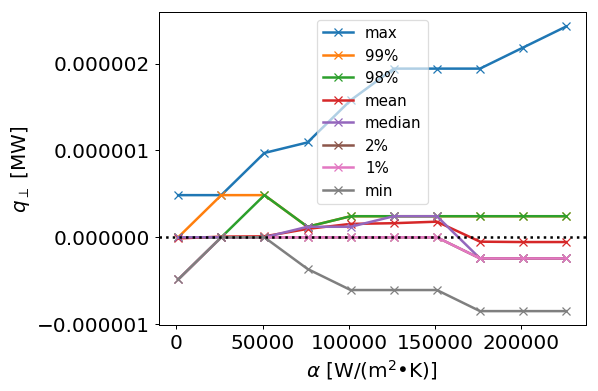 max
99%
98%
mean
median
2%
1%
min
0.000002
0.000001
0.000000
−0.000001
q⊥ [MW]
0 50000 100000 150000 200000
α [W/(m²•K)]